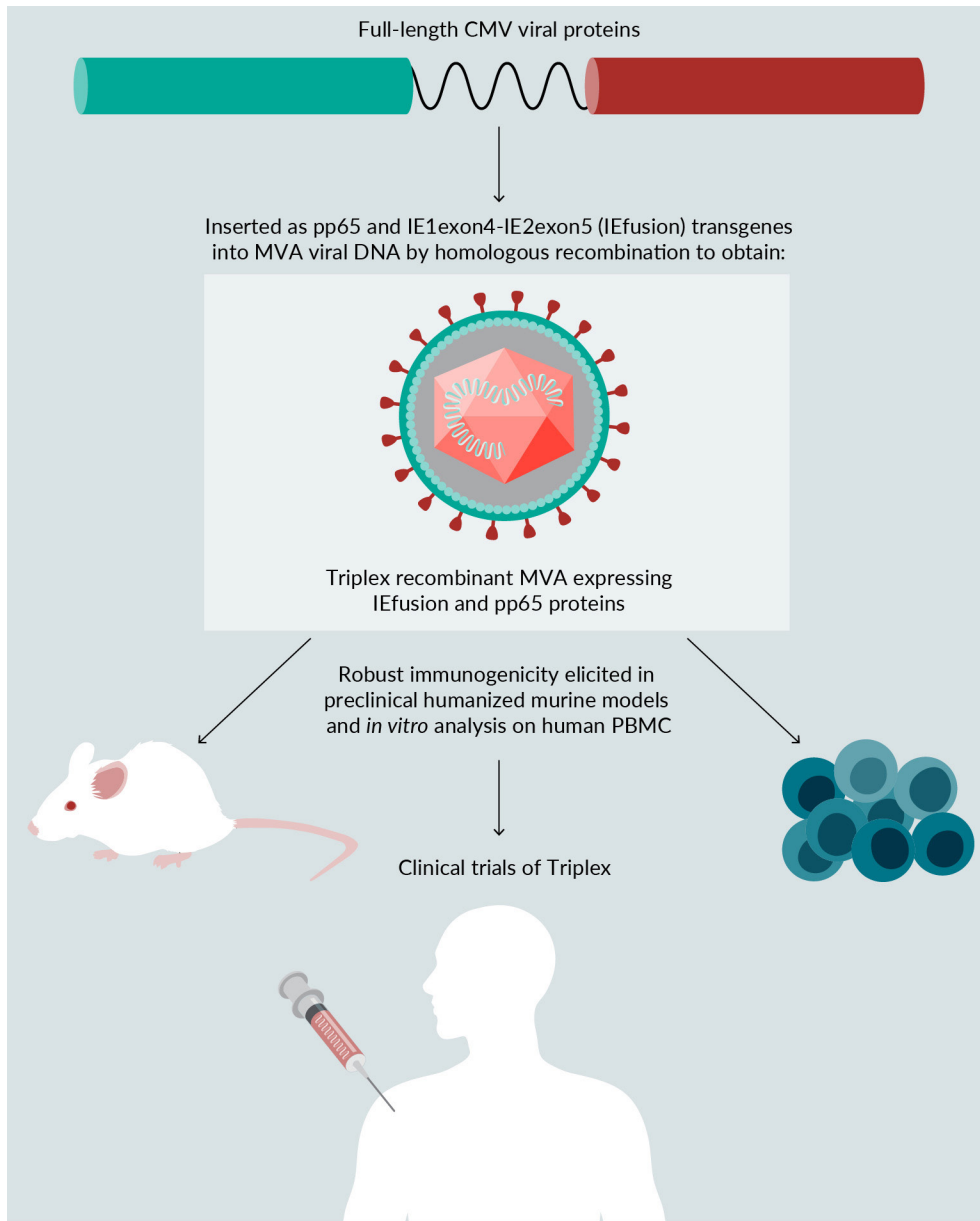 Full-length CMV viral proteins
Inserted as pp65 and IE1exon4-IE2exon5 (IEfusion) transgenes
into MVA viral DNA by homologous recombination to obtain:
Triplex recombinant MVA expressing
IEfusion and pp65 proteins
Robust immunogenicity elicited in
preclinical humanized murine models
and in vitro analysis on human PBMC
Clinical trials of Triplex